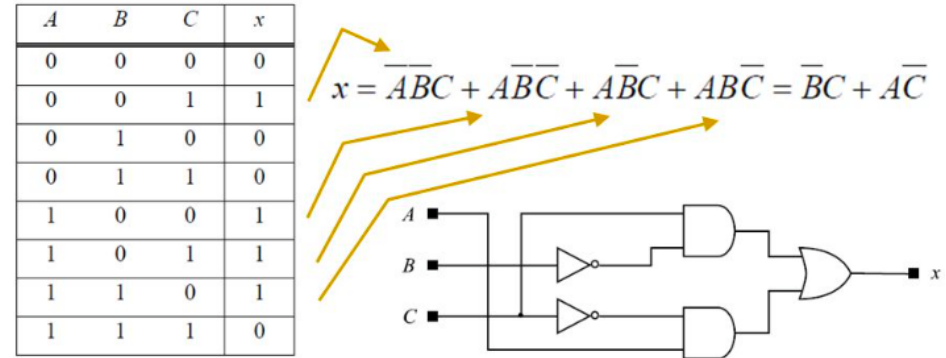 A B C x
0 0 0 0
0 0 1 1
0 1 0 0
0 1 1 0
1 0 0 1
1 0 1 1
1 1 0 1
1 1 1 0
x = A̅B̅C + AB̅C̅ + AB̅C + ABC̅ = B̅C + AC̅
A
B
x
C